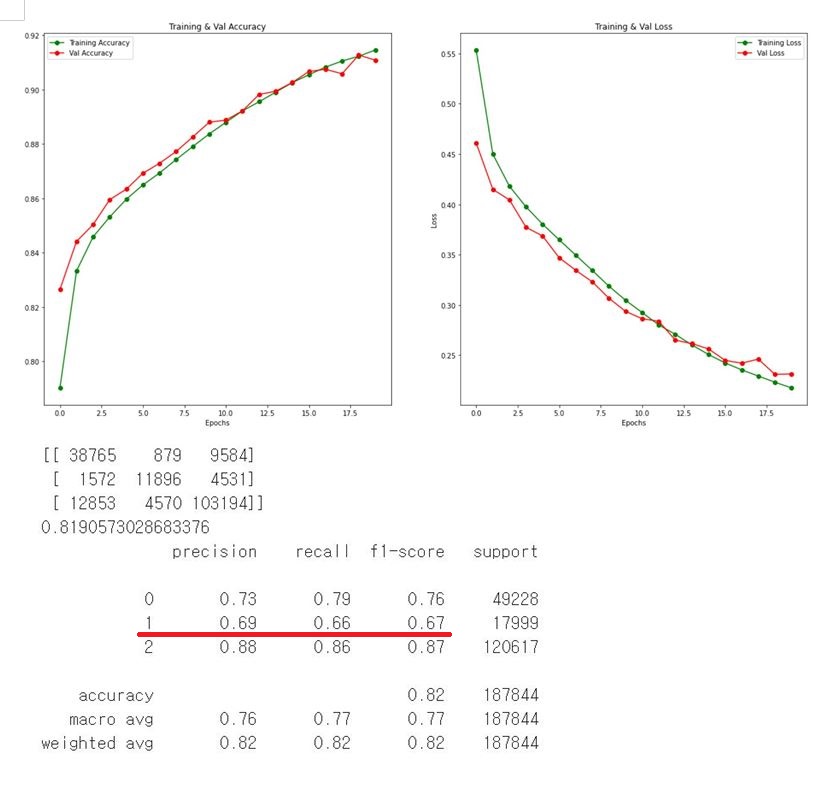 Training & Val Accuracy
Training Accuracy
Val Accuracy
0.92
0.90
0.88
0.86
0.84
0.82
0.80
0.0 2.5 5.0 7.5 10.0 12.5 15.0 17.5
Epochs
Training & Val Loss
Training Loss
Val Loss
Loss
0.55
0.50
0.45
0.40
0.35
0.30
0.25
0.0 2.5 5.0 7.5 10.0 12.5 15.0 17.5
Epochs
[[ 38765 879 9584]
[ 1572 11896 4531]
[ 12853 4570 103194]]
0.8190573028683376
precision recall f1-score support
0 0.73 0.79 0.76 49228
1 0.69 0.66 0.67 17999
2 0.88 0.86 0.87 120617
accuracy 0.82 187844
macro avg 0.76 0.77 0.77 187844
weighted avg 0.82 0.82 0.82 187844